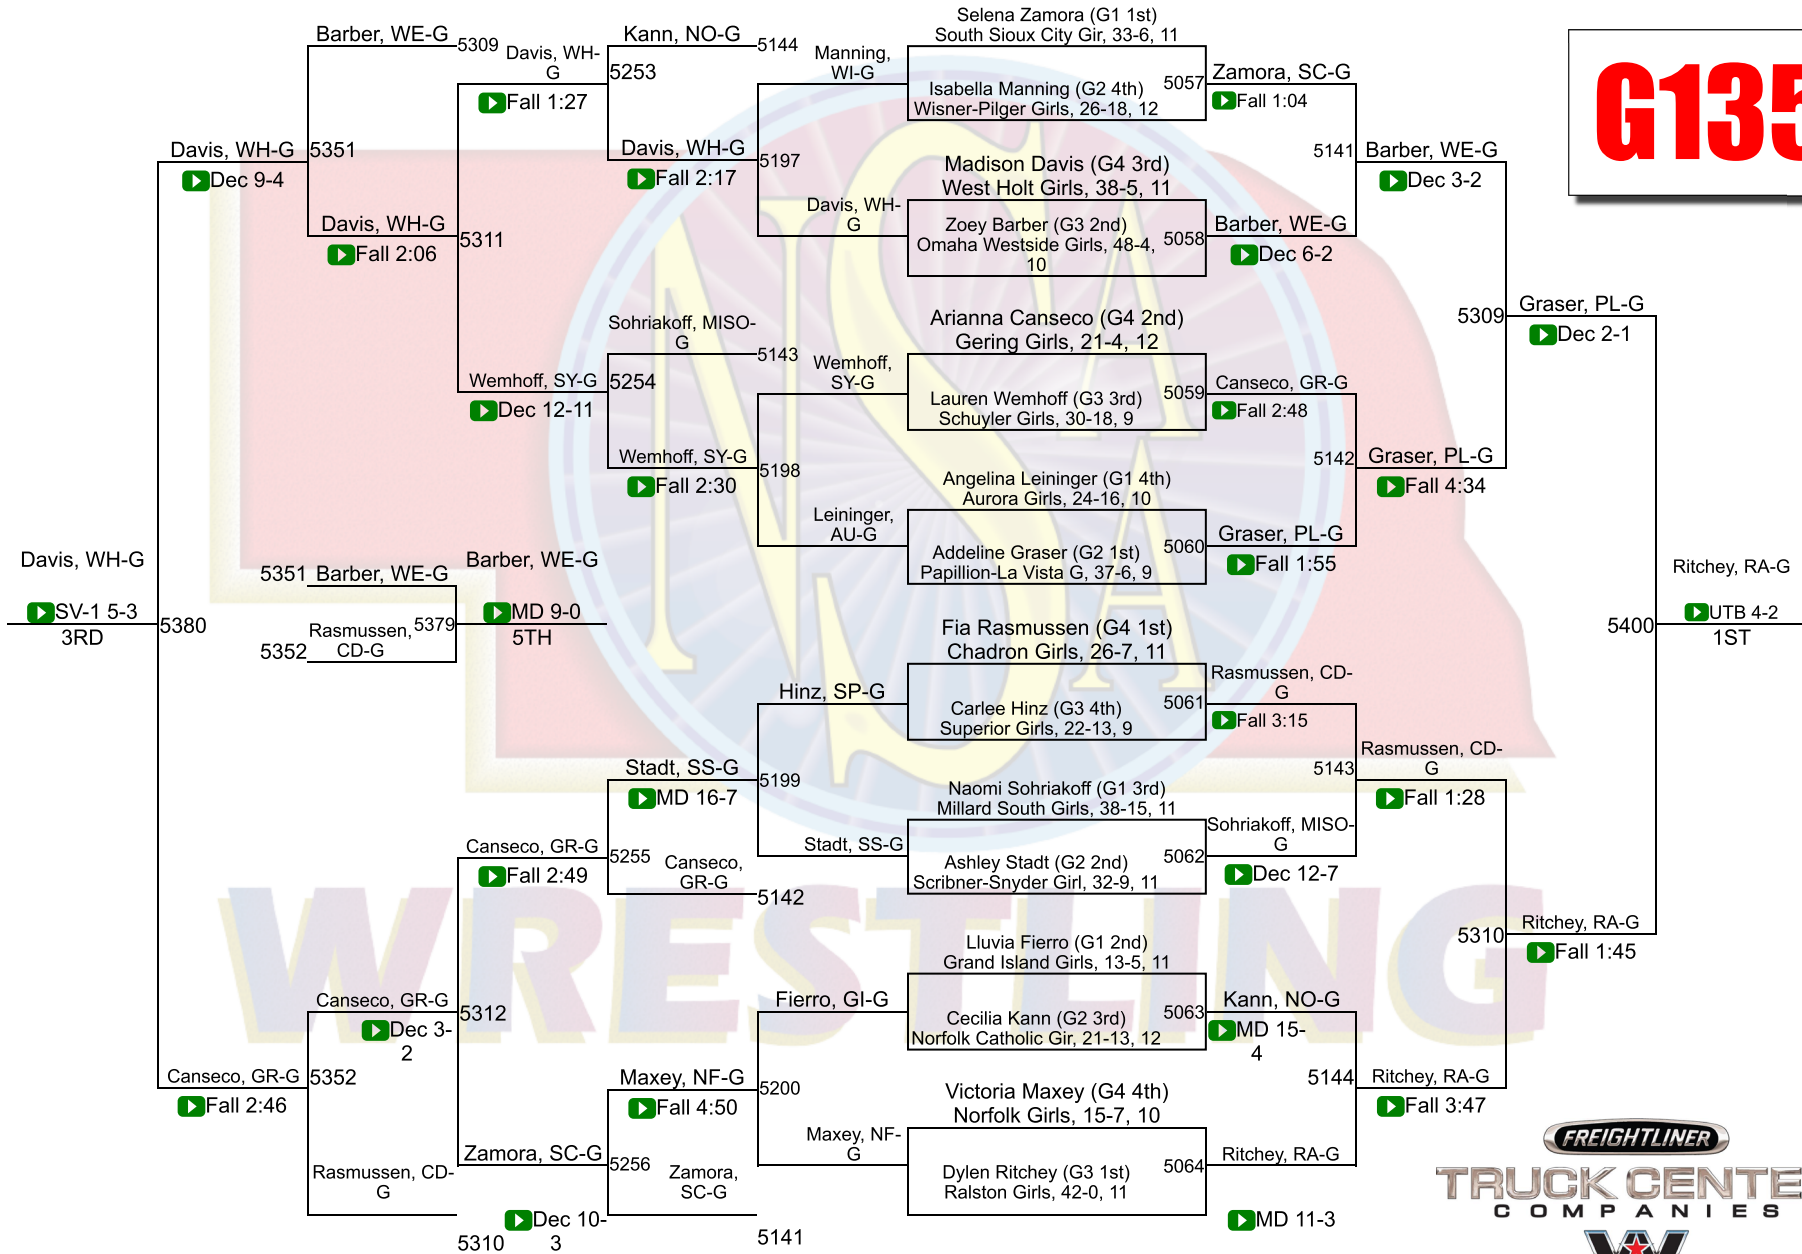 Selena Zamora (G1 1st)
South Sioux City Gir, 33-6, 11
Isabella Manning (G2 4th)
Wisner-Pilger Girls, 26-18, 12
5057
Madison Davis (G4 3rd)
West Holt Girls, 38-5, 11
Zoey Barber (G3 2nd)
Omaha Westside Girls, 48-4,
10
5058
Arianna Canseco (G4 2nd)
Gering Girls, 21-4, 12
Lauren Wemhoff (G3 3rd)
Schuyler Girls, 30-18, 9
5059
Angelina Leininger (G1 4th)
Aurora Girls, 24-16, 10
Addeline Graser (G2 1st)
Papillion-La Vista G, 37-6, 9
5060
Fia Rasmussen (G4 1st)
Chadron Girls, 26-7, 11
Carlee Hinz (G3 4th)
Superior Girls, 22-13, 9
5061
Naomi Sohriakoff (G1 3rd)
Millard South Girls, 38-15, 11
Ashley Stadt (G2 2nd)
Scribner-Snyder Girl, 32-9, 11
5062
Lluvia Fierro (G1 2nd)
Grand Island Girls, 13-5, 11
Cecilia Kann (G2 3rd)
Norfolk Catholic Gir, 21-13, 12
5063
Victoria Maxey (G4 4th)
Norfolk Girls, 15-7, 10
Dylen Ritchey (G3 1st)
Ralston Girls, 42-0, 11
5064
Zamora, SC-G
Fall 1:04
5141
Barber, WE-G
Dec 6-2
Canseco, GR-G
Fall 2:48
5142
Graser, PL-G
Fall 1:55
Rasmussen, CD-
G
Fall 3:15
5143
Sohriakoff, MISO-
G
Dec 12-7
Kann, NO-G
MD 15-
4
5144
Ritchey, RA-G
MD 11-3
Barber, WE-G
Dec 3-2
5309
Graser, PL-G
Fall 4:34
Rasmussen, CD-
G
Fall 1:28
5310
Ritchey, RA-G
Fall 3:47
Graser, PL-G
Dec 2-1
5400
Ritchey, RA-G
Fall 1:45
Ritchey, RA-G
UTB 4-2
1ST
Manning,
WI-G
5197
Davis, WH-
G
Wemhoff,
SY-G
5198
Leininger,
AU-G
Hinz, SP-G
5199
Stadt, SS-G
Fierro, GI-G
5200
Maxey, NF-
G
Kann, NO-G
5144
5253
Davis, WH-G
Fall 2:17
Sohriakoff, MISO-
G
5143
5254
Wemhoff, SY-G
Fall 2:30
Stadt, SS-G
MD 16-7
5255
Canseco,
GR-G
5142
Maxey, NF-G
Fall 4:50
5256
Zamora,
SC-G
5141
Davis, WH-
G
Fall 1:27
5311
Wemhoff, SY-G
Dec 12-11
Canseco, GR-G
Fall 2:49
5312
Zamora, SC-G
Dec 10-
3
Barber, WE-G
5309
5351
Davis, WH-G
Fall 2:06
Canseco, GR-G
Dec 3-
2
5352
Rasmussen, CD-
G
5310
Davis, WH-G
Dec 9-4
5380
Canseco, GR-G
Fall 2:46
Davis, WH-G
SV-1 5-3
3RD
5351
Barber, WE-G
5379
5352
Rasmussen,
CD-G
Barber, WE-G
MD 9-0
5TH
G135
NSAA
WRESTLING
FREIGHTLINER
TRUCK CENTE
COMPANIES